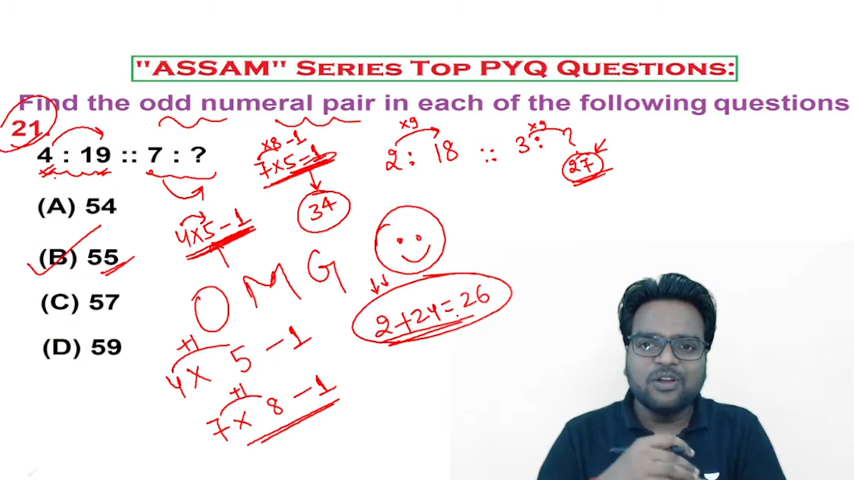 "ASSAM" Series Top PYQ Questions:
Find the odd numeral pair in each of the following questions
21.
4 : 19 :: 7 : ?
(A) 54
(B) 55
(C) 57
(D) 59
×8-1
7×5-1
34
4×5-1
×9
2 : 18 :: 3 : ?
×9
27
OMG
2+24=26
+1
4× 5 -1
+1
7× 8 -1